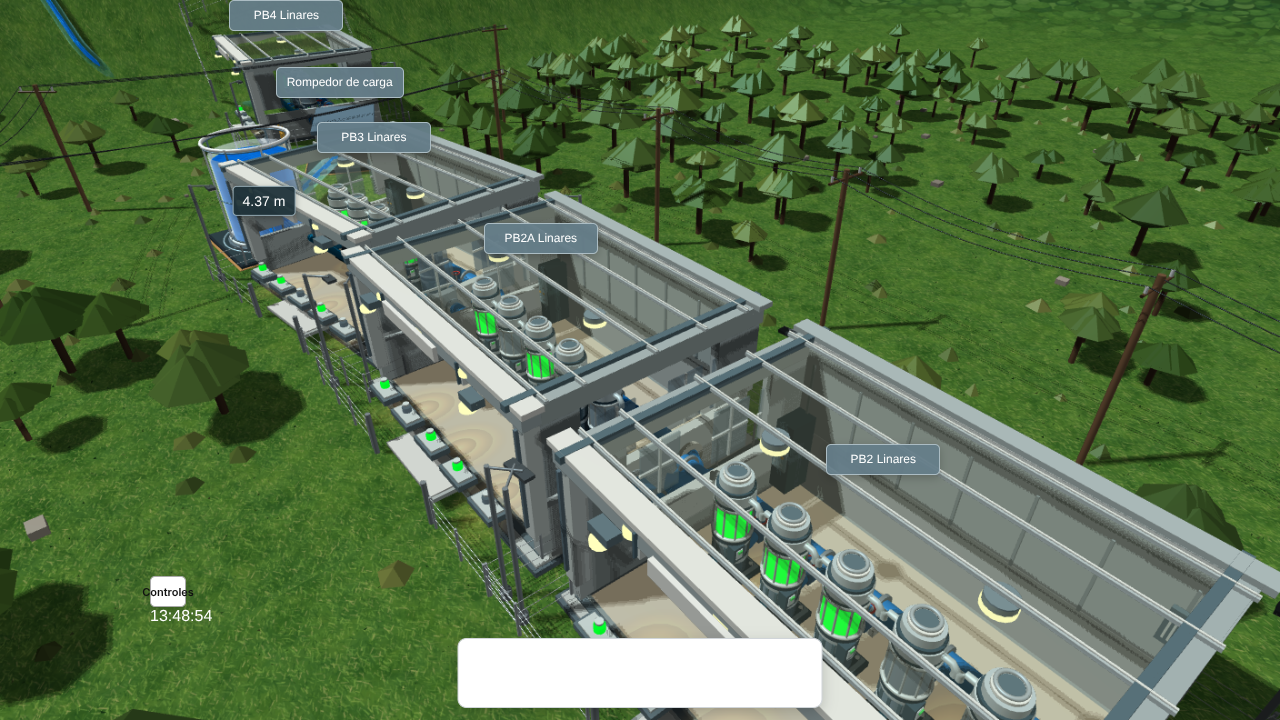 PB4 Linares
Rompedor de carga
PB3 Linares
4.37 m
PB2A Linares
PB2 Linares
Controles
13:48:54